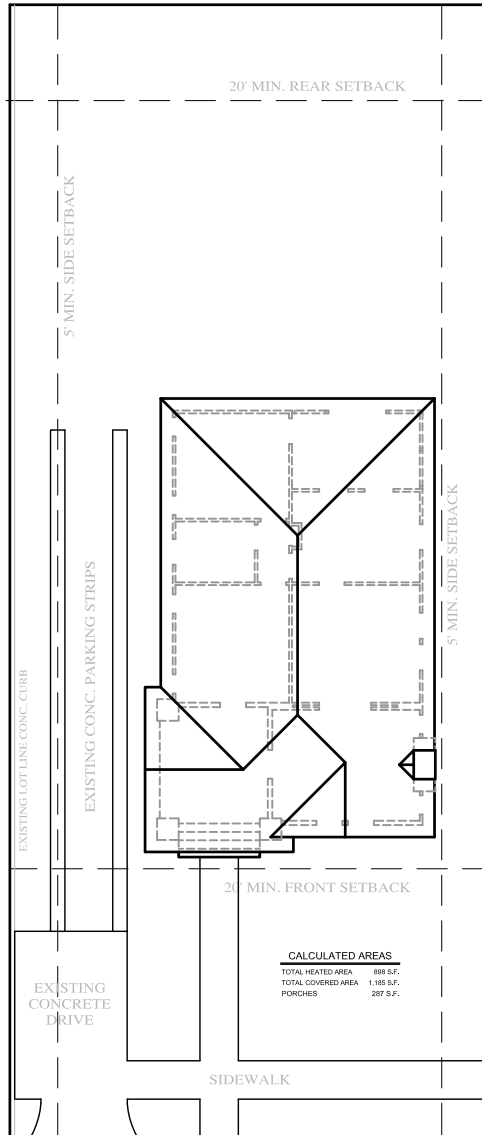 20' MIN. REAR SETBACK
5' MIN. SIDE SETBACK
5' MIN. SIDE SETBACK
EXISTING CONC. PARKING STRIPS
EXISTING LOT LINE CONC. CURB
20' MIN. FRONT SETBACK
CALCULATED AREAS
TOTAL HEATED AREA 898 S.F.
TOTAL COVERED AREA 1,185 S.F.
PORCHES 287 S.F.
EXISTING
CONCRETE
DRIVE
SIDEWALK